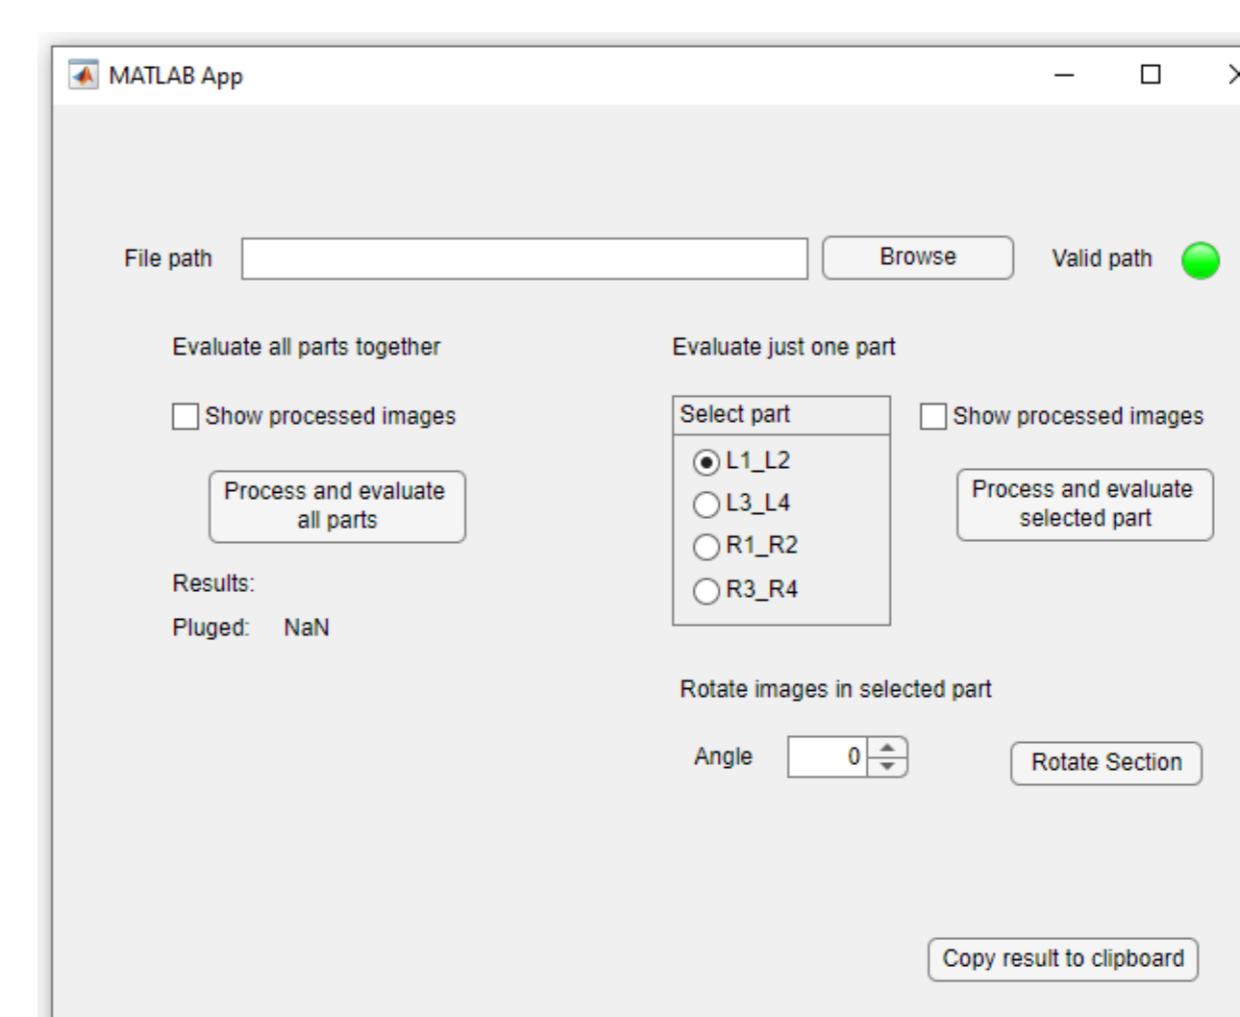 MATLAB App
File path
Browse
Valid path
Evaluate all parts together
Evaluate just one part
Show processed images
Select part
Show processed images
L1_L2
L3_L4
R1_R2
R3_R4
Process and evaluate
all parts
Process and evaluate
selected part
Results:
Pluged: NaN
Rotate images in selected part
Angle 0
Rotate Section
Copy result to clipboard